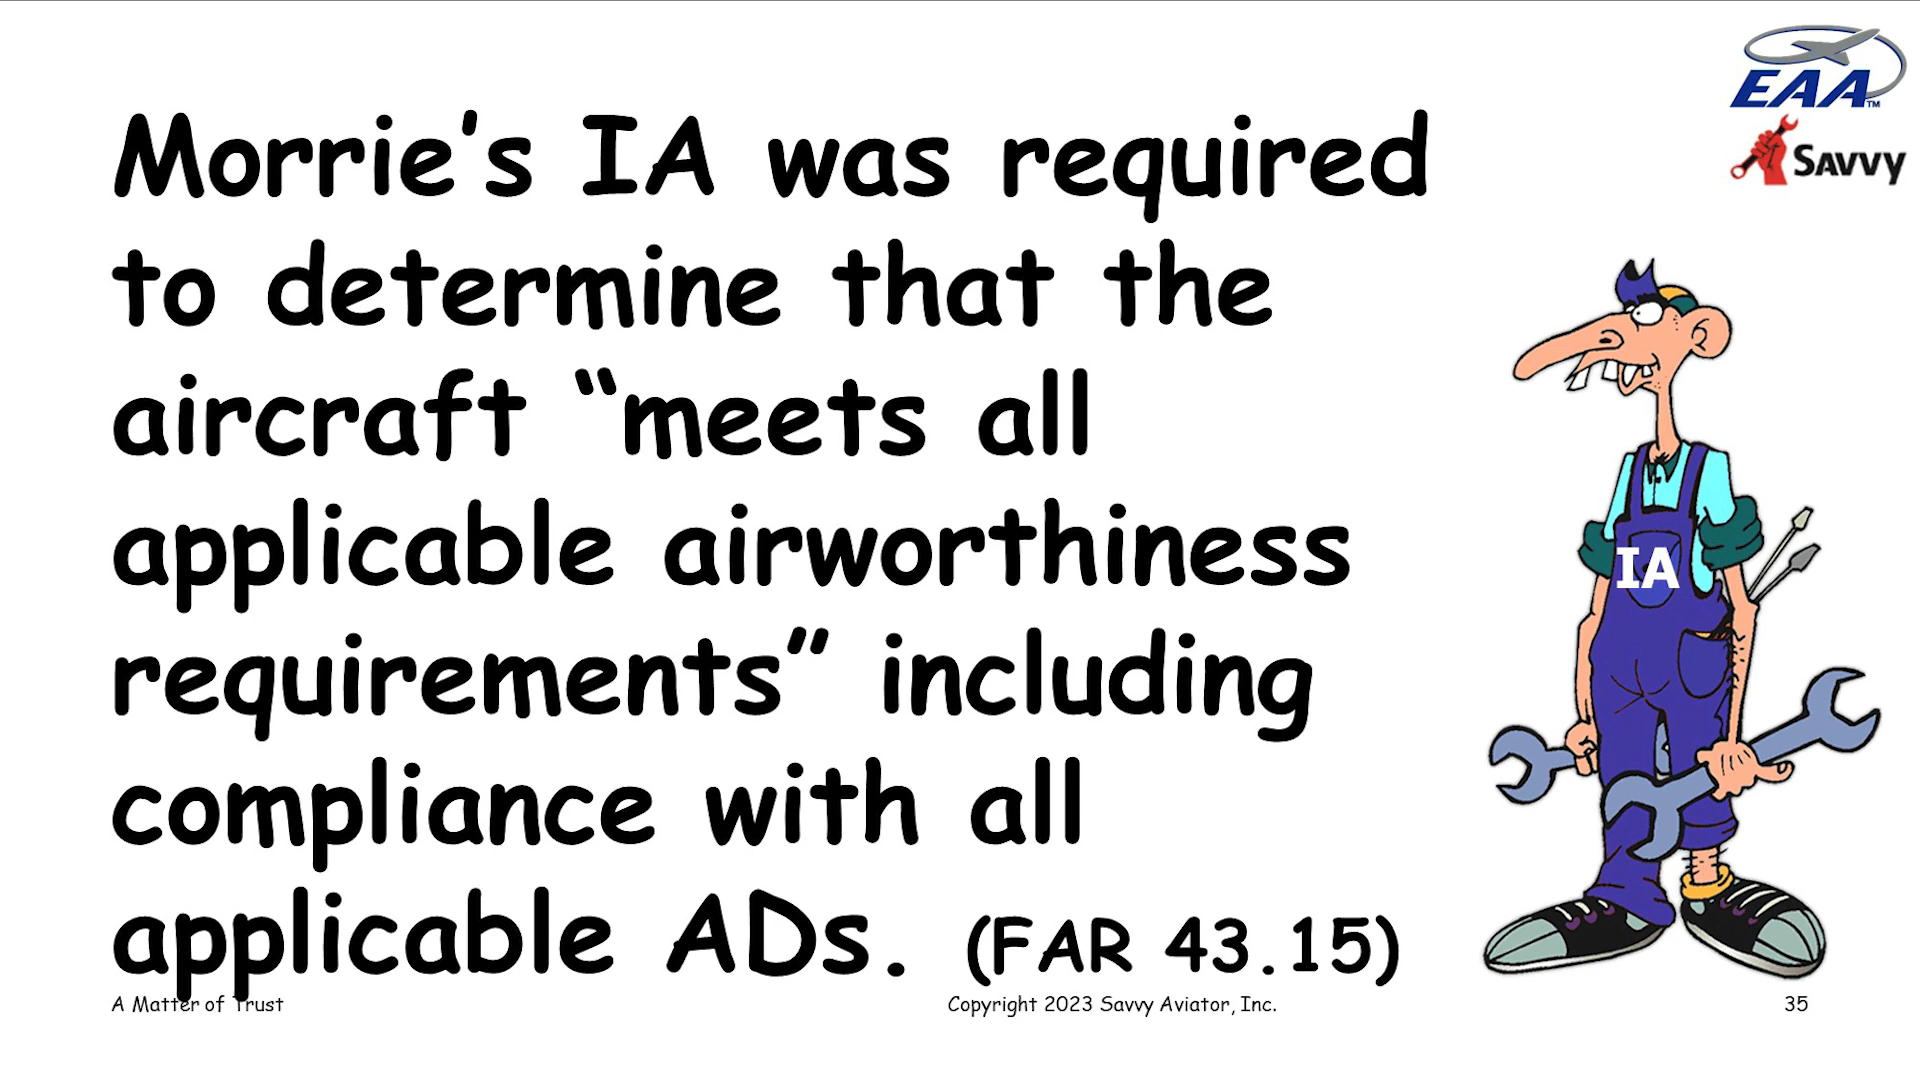 EAA™
SAVVY
Morrie’s IA was required
to determine that the
aircraft “meets all
applicable airworthiness
requirements” including
compliance with all
applicable ADs. (FAR 43.15)
IA
A Matter of Trust
Copyright 2023 Savvy Aviator, Inc.
35